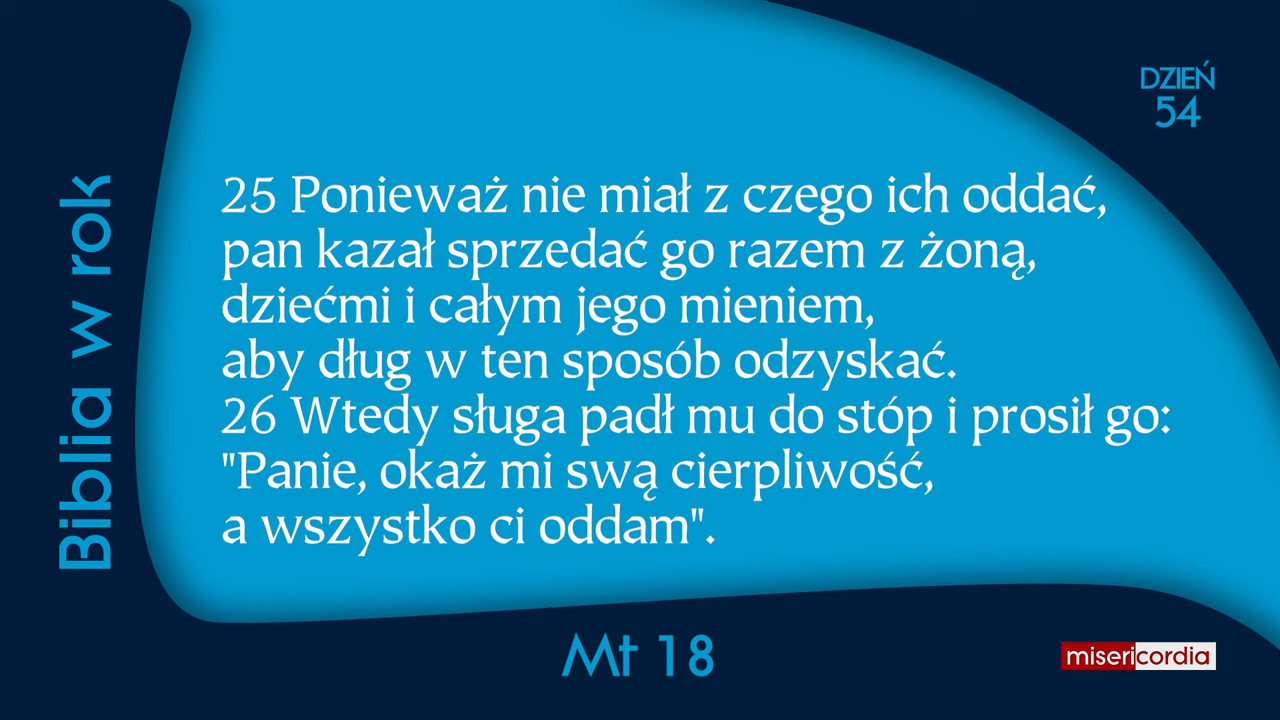 DZIEŃ
54
Biblia w rok
25 Ponieważ nie miał z czego ich oddać,
pan kazał sprzedać go razem z żoną,
dziećmi i całym jego mieniem,
aby dług w ten sposób odzyskać.
26 Wtedy sługa padł mu do stóp i prosił go:
"Panie, okaż mi swą cierpliwość,
a wszystko ci oddam".
Mt 18
misericordia